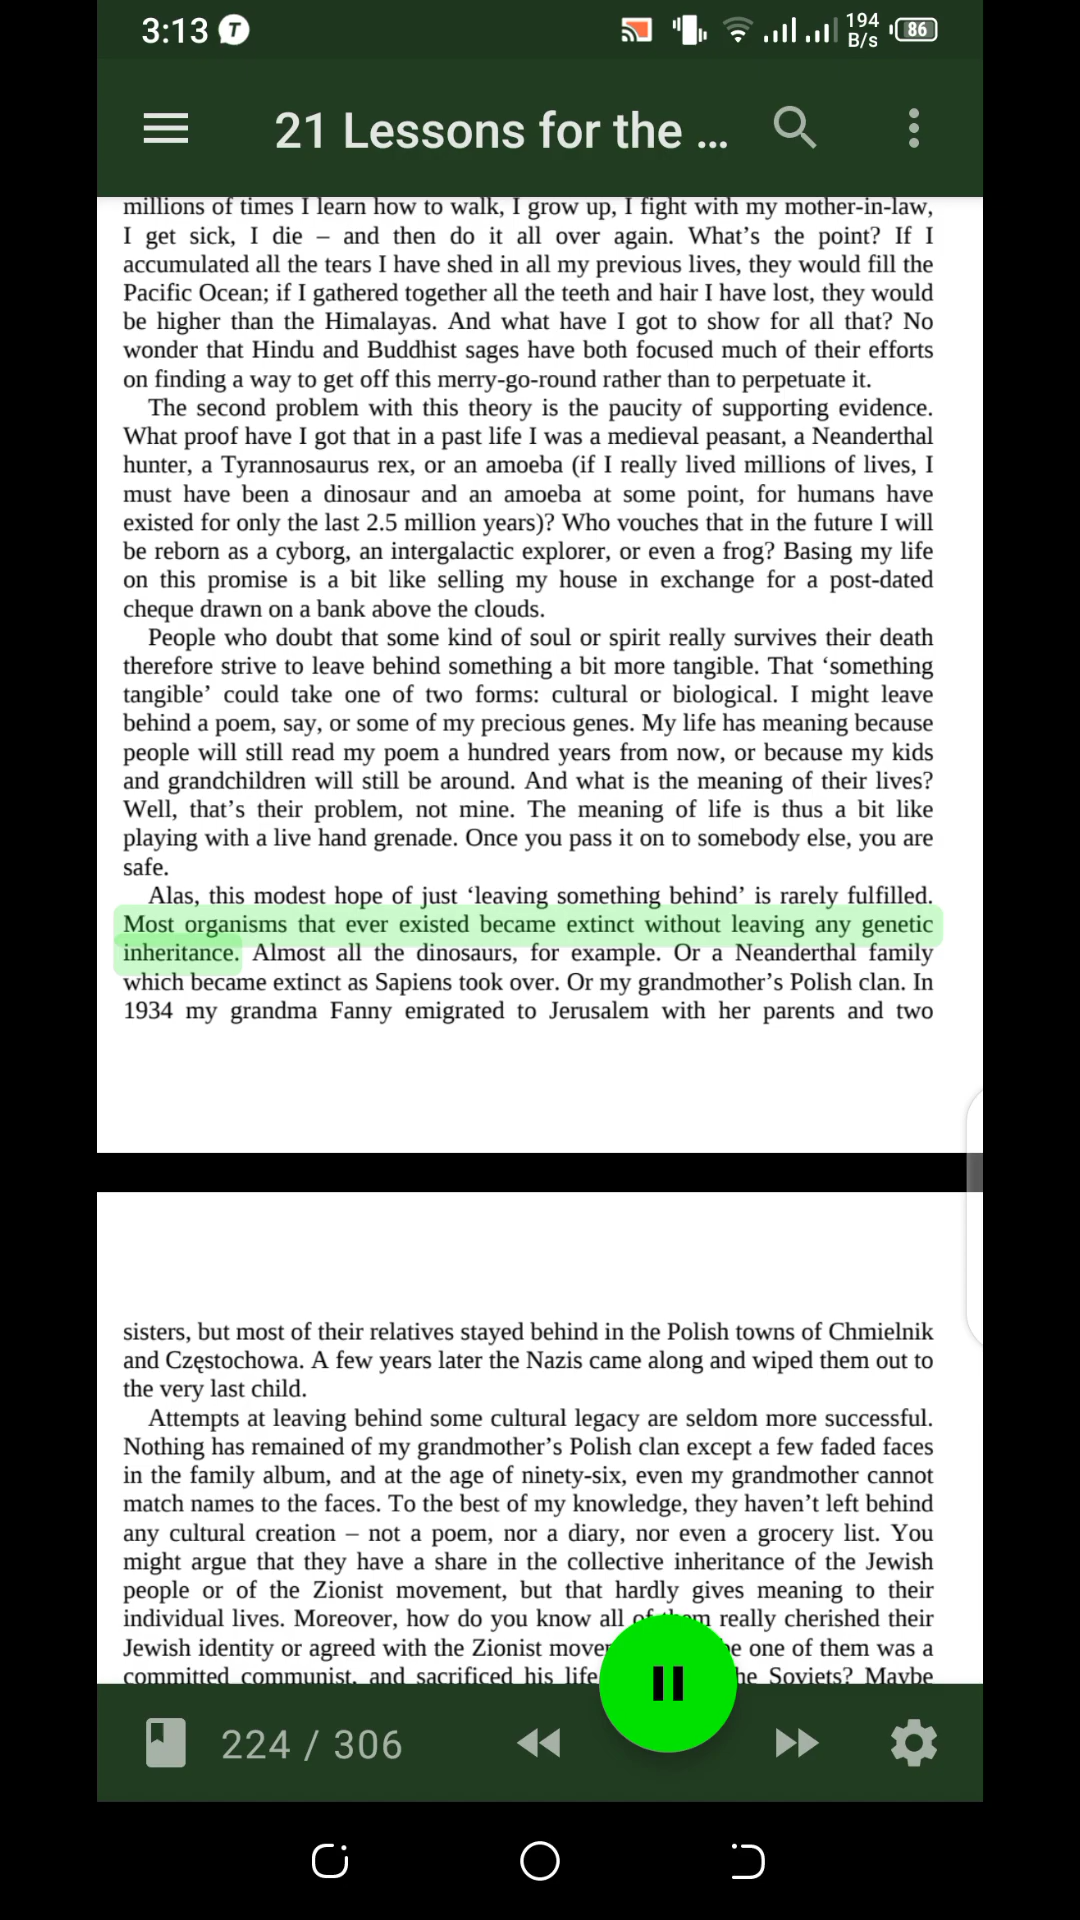 3:13 T 194 B/s 86
21 Lessons for the ...
millions of times I learn how to walk, I grow up, I fight with my mother-in-law,
I get sick, I die – and then do it all over again. What’s the point? If I
accumulated all the tears I have shed in all my previous lives, they would fill the
Pacific Ocean; if I gathered together all the teeth and hair I have lost, they would
be higher than the Himalayas. And what have I got to show for all that? No
wonder that Hindu and Buddhist sages have both focused much of their efforts
on finding a way to get off this merry-go-round rather than to perpetuate it.
The second problem with this theory is the paucity of supporting evidence.
What proof have I got that in a past life I was a medieval peasant, a Neanderthal
hunter, a Tyrannosaurus rex, or an amoeba (if I really lived millions of lives, I
must have been a dinosaur and an amoeba at some point, for humans have
existed for only the last 2.5 million years)? Who vouches that in the future I will
be reborn as a cyborg, an intergalactic explorer, or even a frog? Basing my life
on this promise is a bit like selling my house in exchange for a post-dated
cheque drawn on a bank above the clouds.
People who doubt that some kind of soul or spirit really survives their death
therefore strive to leave behind something a bit more tangible. That ‘something
tangible’ could take one of two forms: cultural or biological. I might leave
behind a poem, say, or some of my precious genes. My life has meaning because
people will still read my poem a hundred years from now, or because my kids
and grandchildren will still be around. And what is the meaning of their lives?
Well, that’s their problem, not mine. The meaning of life is thus a bit like
playing with a live hand grenade. Once you pass it on to somebody else, you are
safe.
Alas, this modest hope of just ‘leaving something behind’ is rarely fulfilled.
Most organisms that ever existed became extinct without leaving any genetic
inheritance. Almost all the dinosaurs, for example. Or a Neanderthal family
which became extinct as Sapiens took over. Or my grandmother’s Polish clan. In
1934 my grandma Fanny emigrated to Jerusalem with her parents and two
sisters, but most of their relatives stayed behind in the Polish towns of Chmielnik
and Częstochowa. A few years later the Nazis came along and wiped them out to
the very last child.
Attempts at leaving behind some cultural legacy are seldom more successful.
Nothing has remained of my grandmother’s Polish clan except a few faded faces
in the family album, and at the age of ninety-six, even my grandmother cannot
match names to the faces. To the best of my knowledge, they haven’t left behind
any cultural creation – not a poem, nor a diary, nor even a grocery list. You
might argue that they have a share in the collective inheritance of the Jewish
people or of the Zionist movement, but that hardly gives meaning to their
individual lives. Moreover, how do you know all of them really cherished their
Jewish identity or agreed with the Zionist one of them was a
committed communist, and sacrificed his life Soviets? Maybe
224 / 306